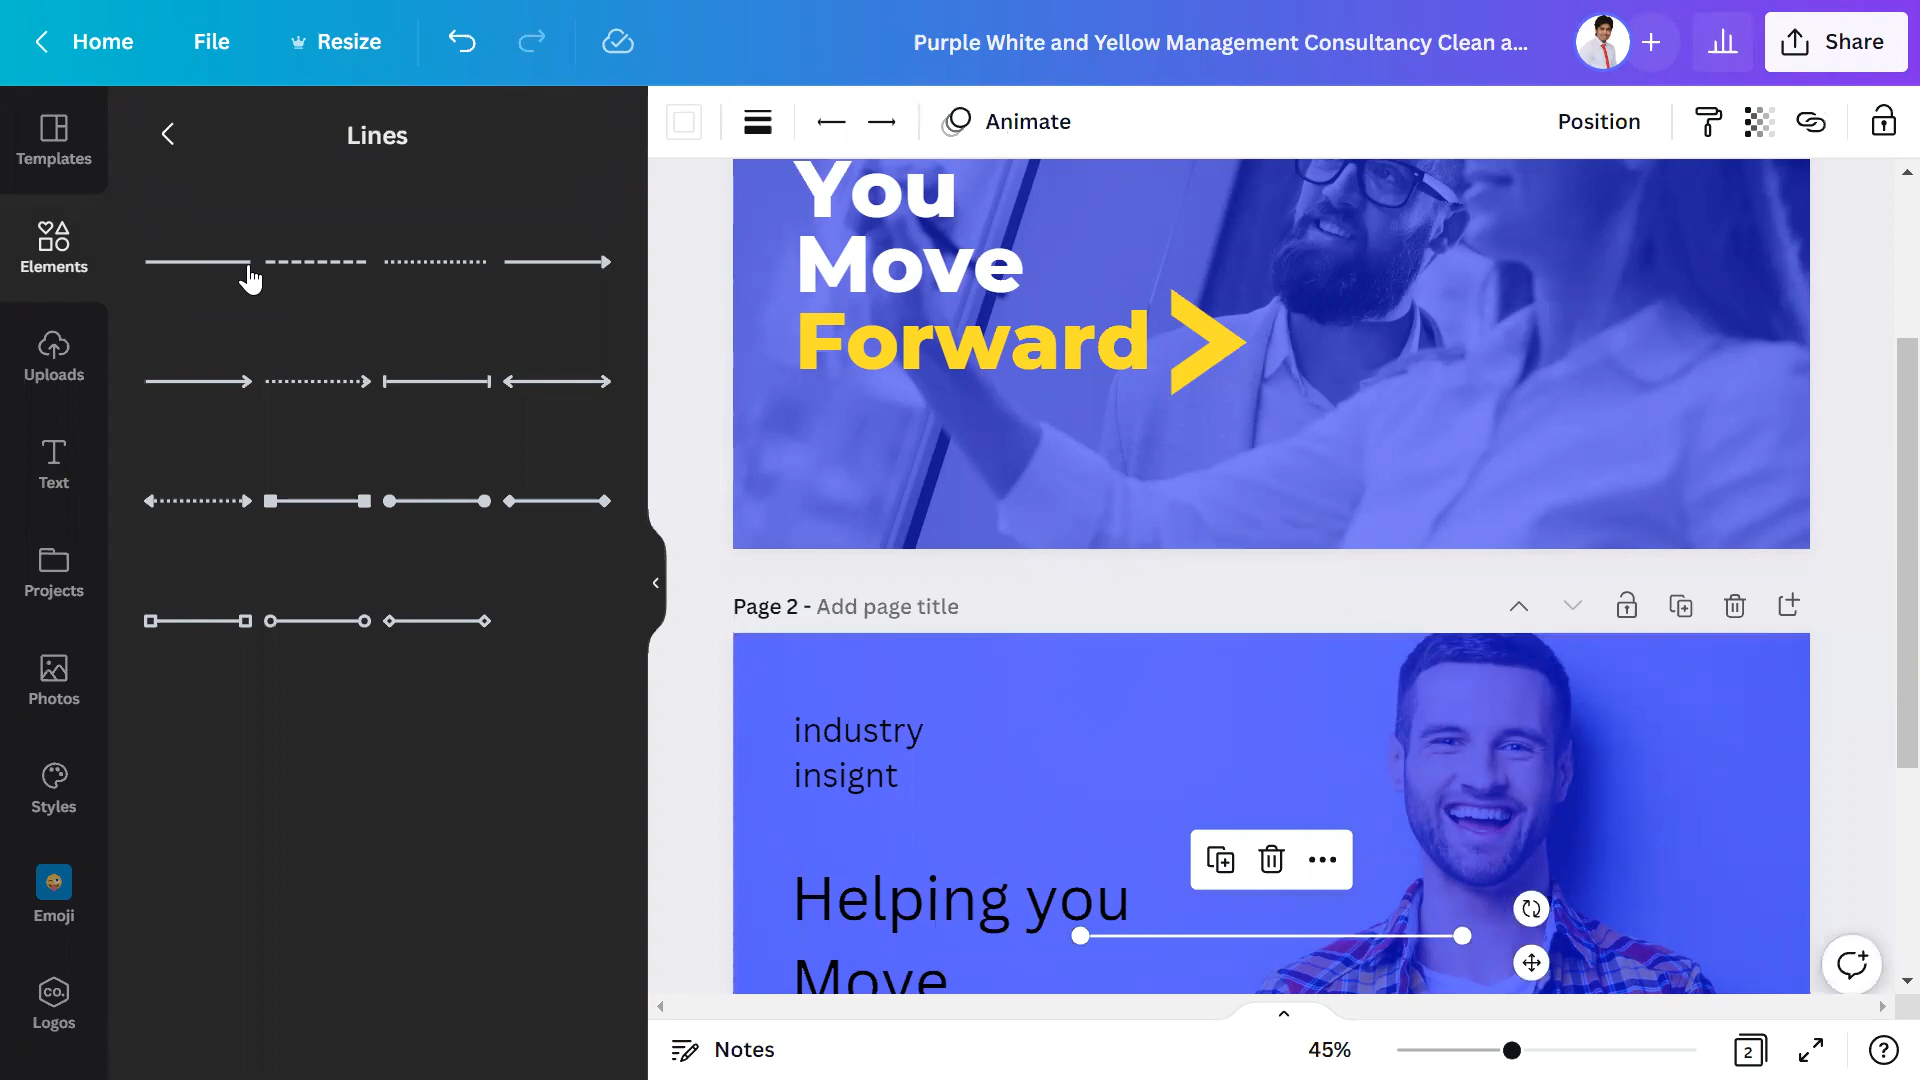 Home
File
Resize
Purple White and Yellow Management Consultancy Clean a...
Share
Templates
Elements
Uploads
Text
Projects
Photos
Styles
Emoji
CO.
Logos
Lines
Animate
Position
You
Move
Forward
Page 2 - Add page title
industry
insignt
Helping you
Move
Notes
45%
2
?